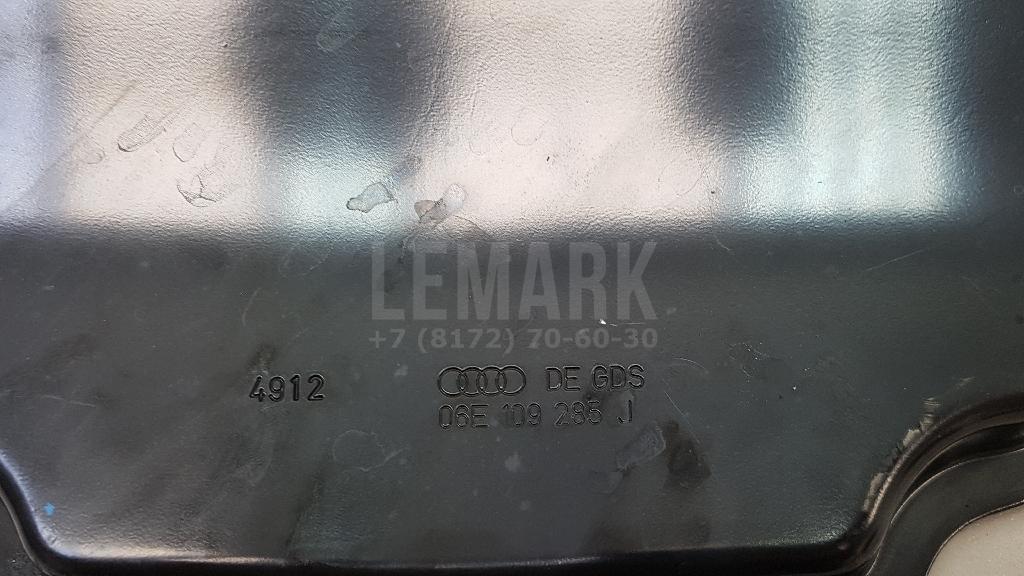 LEMARK
+7 (8172) 70-60-30
4912
DE GDS
06E 109 285 J